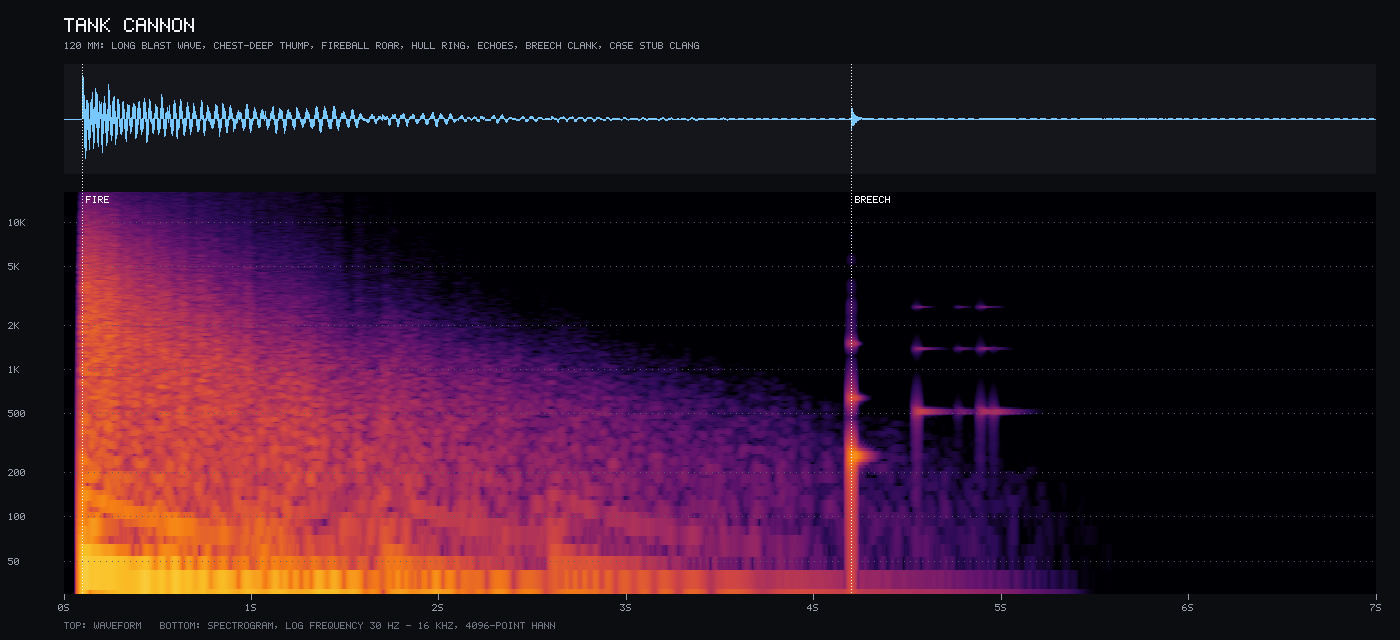 TANK CANNON
120 MM: LONG BLAST WAVE, CHEST-DEEP THUMP, FIREBALL ROAR, HULL RING, ECHOES, BREECH CLANK, CASE STUB CLANG
FIRE
BREECH
10K
5K
2K
1K
500
200
100
50
0S 1S 2S 3S 4S 5S 6S 7S
TOP: WAVEFORM BOTTOM: SPECTROGRAM, LOG FREQUENCY 30 HZ - 16 KHZ, 4096-POINT HANN